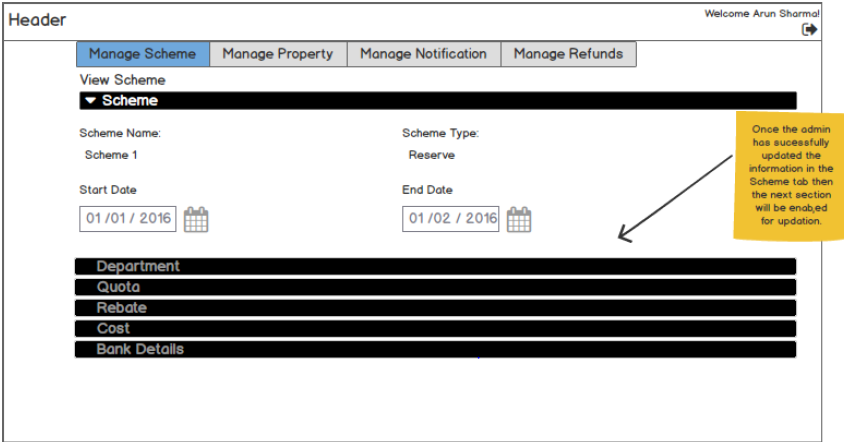 Header
Welcome Arun Sharma!
Manage Scheme Manage Property Manage Notification Manage Refunds
View Scheme
Scheme
Scheme Name: Scheme Type:
Scheme 1 Reserve
Start Date End Date
01 /01 / 2016 01 /02 / 2016
Once the admin
has sucessfully
updated the
information in the
Scheme tab then
the next section
will be enab,ed
for updation.
Department
Quota
Rebate
Cost
Bank Details